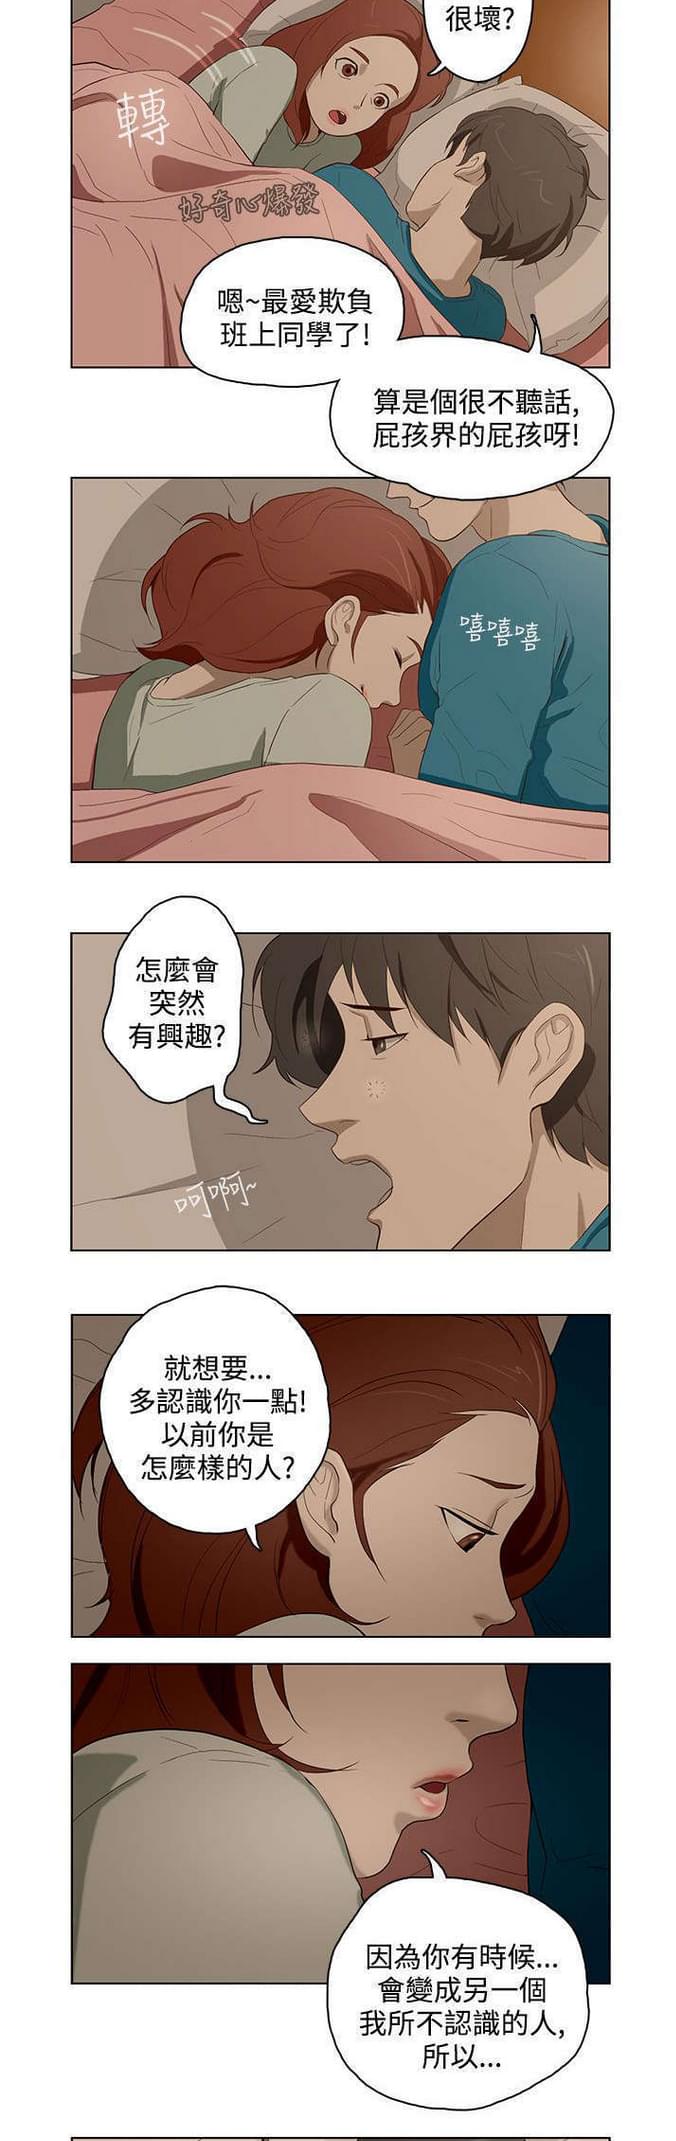 很壞?
轉
好奇心爆發
嗯~最愛欺負
班上同學了!
算是個很不聽話,
屁孩界的屁孩呀!
嘻嘻嘻
怎麼會
突然
有興趣?
呵啊~
就想要...
多認識你一點!
以前你是
怎麼樣的人?
因為你有時候...
會變成另一個
我所不認識的人,
所以...